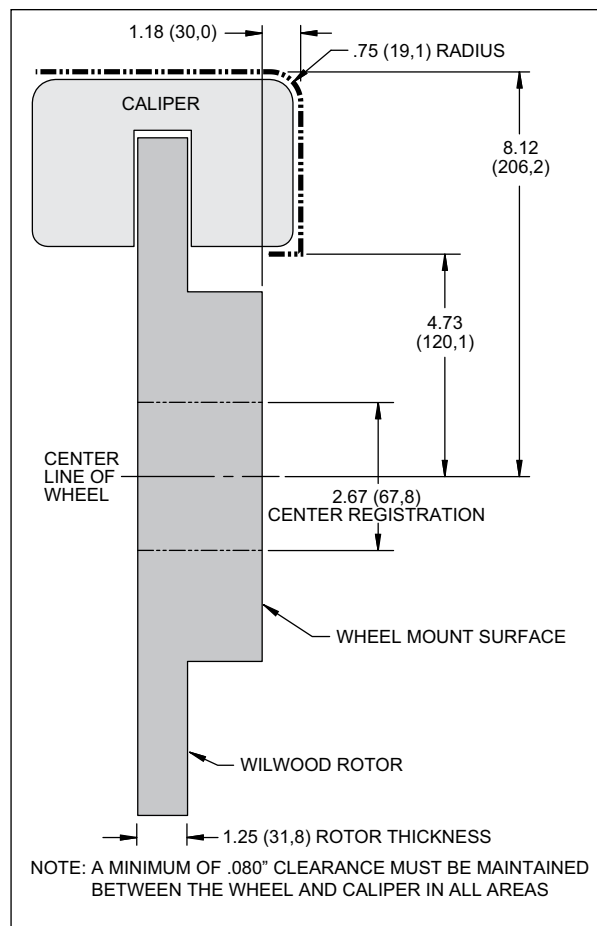 1.18 (30,0)
.75 (19,1) RADIUS
CALIPER
8.12
(206,2)
4.73
(120,1)
CENTER
LINE OF
WHEEL
2.67 (67,8)
CENTER REGISTRATION
WHEEL MOUNT SURFACE
WILWOOD ROTOR
1.25 (31,8) ROTOR THICKNESS
NOTE: A MINIMUM OF .080” CLEARANCE MUST BE MAINTAINED
BETWEEN THE WHEEL AND CALIPER IN ALL AREAS